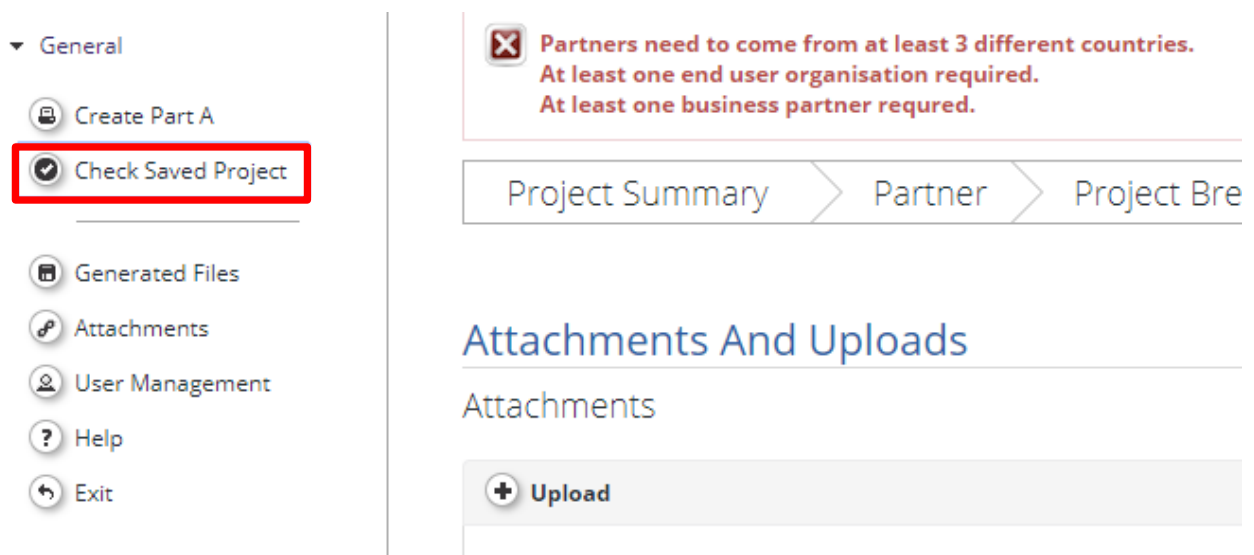 General
Create Part A
Check Saved Project
Generated Files
Attachments
User Management
Help
Exit
Partners need to come from at least 3 different countries.
At least one end user organisation required.
At least one business partner requred.
Project Summary Partner Project Bre
Attachments And Uploads
Attachments
Upload